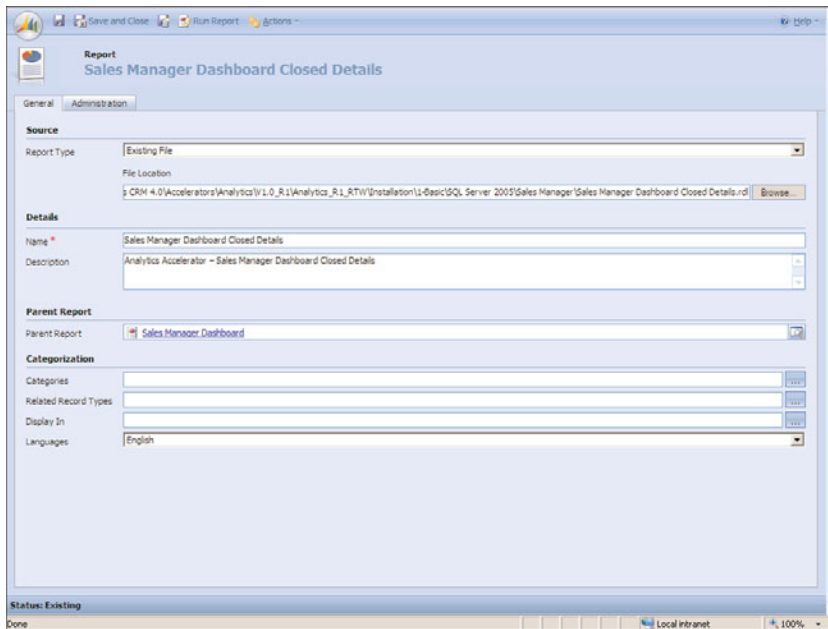 Save and Close Run Report Actions Help
Report
Sales Manager Dashboard Closed Details
General Administration
Source
Report Type Existing File
File Location
s CRM 4.0\Accelerators\Analytics\V1.0_R1\Analytics_R1_RTW\Installation\1-Basic\SQL Server 2005\Sales Manager\Sales Manager Dashboard Closed Details.rdl Browse...
Details
Name * Sales Manager Dashboard Closed Details
Description Analytics Accelerator – Sales Manager Dashboard Closed Details
Parent Report
Parent Report Sales Manager Dashboard
Categorization
Categories ...
Related Record Types ...
Display In ...
Languages English
Status: Existing
Done Local intranet 100%